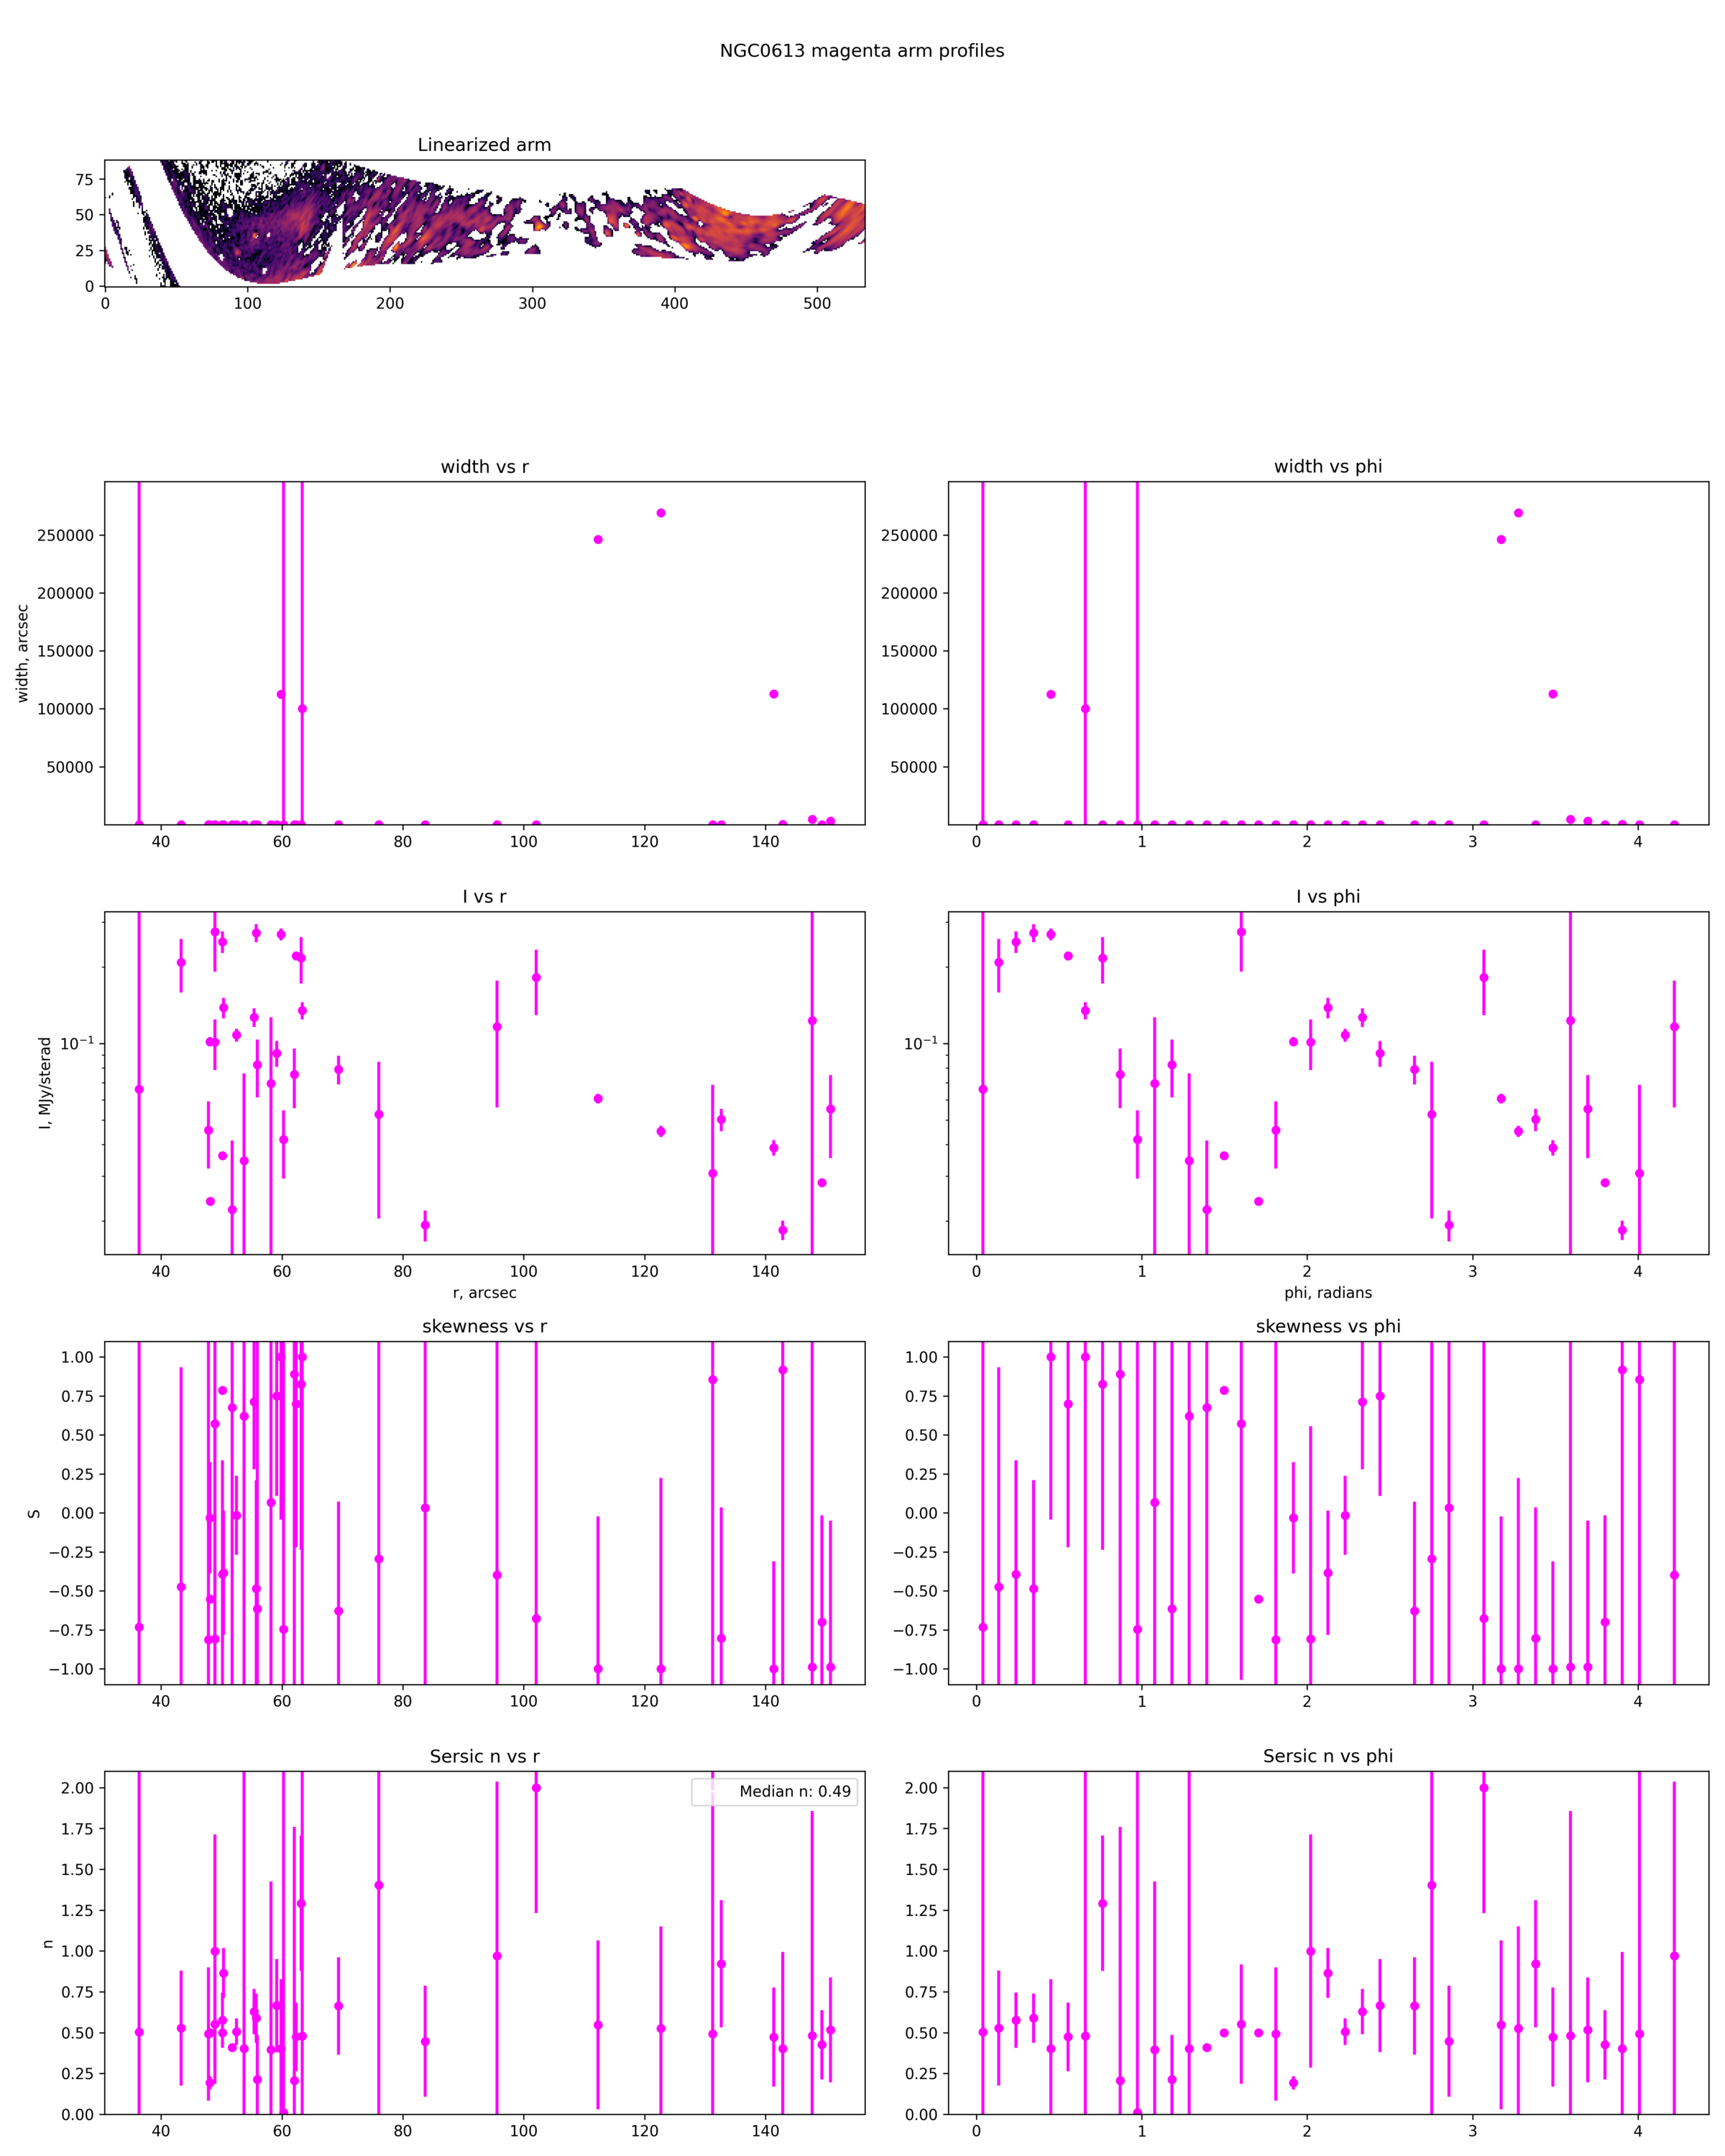 NGC0613 magenta arm profiles
Linearized arm
75
50
25
0
0 100 200 300 400 500
width vs r
width vs phi
width, arcsec
250000
200000
150000
100000
50000
40 60 80 100 120 140
250000
200000
150000
100000
50000
0 1 2 3 4
I vs r
I vs phi
I, MJy/sterad
10⁻¹
40 60 80 100 120 140
r, arcsec
10⁻¹
0 1 2 3 4
phi, radians
skewness vs r
skewness vs phi
S
1.00
0.75
0.50
0.25
0.00
−0.25
−0.50
−0.75
−1.00
40 60 80 100 120 140
1.00
0.75
0.50
0.25
0.00
−0.25
−0.50
−0.75
−1.00
0 1 2 3 4
Sersic n vs r
Sersic n vs phi
n
2.00
1.75
1.50
1.25
1.00
0.75
0.50
0.25
0.00
Median n: 0.49
40 60 80 100 120 140
2.00
1.75
1.50
1.25
1.00
0.75
0.50
0.25
0.00
0 1 2 3 4